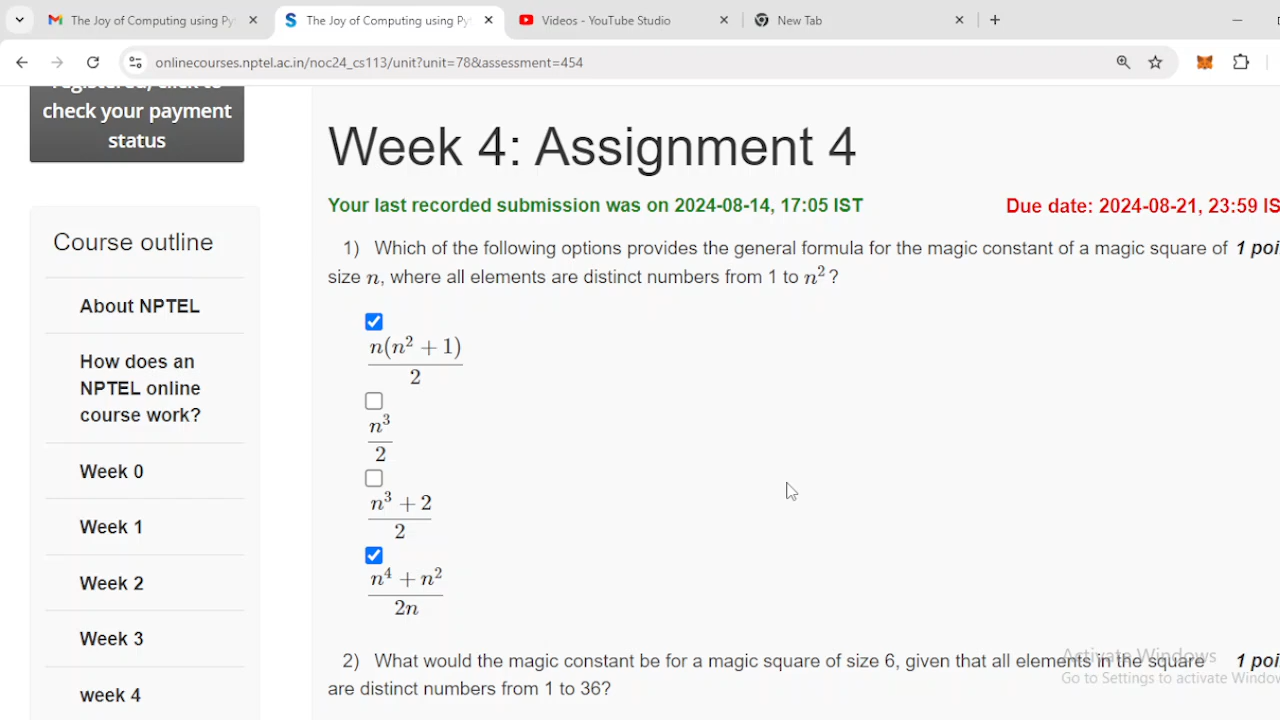 The Joy of Computing using Py
The Joy of Computing using Py
Videos - YouTube Studio
New Tab
onlinecourses.nptel.ac.in/noc24_cs113/unit?unit=78&assessment=454
check your payment
status
Course outline
About NPTEL
How does an
NPTEL online
course work?
Week 0
Week 1
Week 2
Week 3
week 4
Week 4: Assignment 4
Your last recorded submission was on 2024-08-14, 17:05 IST
Due date: 2024-08-21, 23:59 IS
1) Which of the following options provides the general formula for the magic constant of a magic square of 1 poi
size n, where all elements are distinct numbers from 1 to n²?
n(n² + 1)
2
n³
2
n³ + 2
2
n⁴ + n²
2n
2) What would the magic constant be for a magic square of size 6, given that all elements in the square 1 poi
are distinct numbers from 1 to 36?
Activate Windows
Go to Settings to activate Window